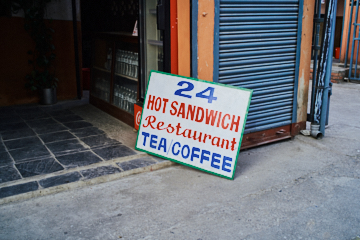 24
HOT SANDWICH
Restaurant
TEA/COFFEE